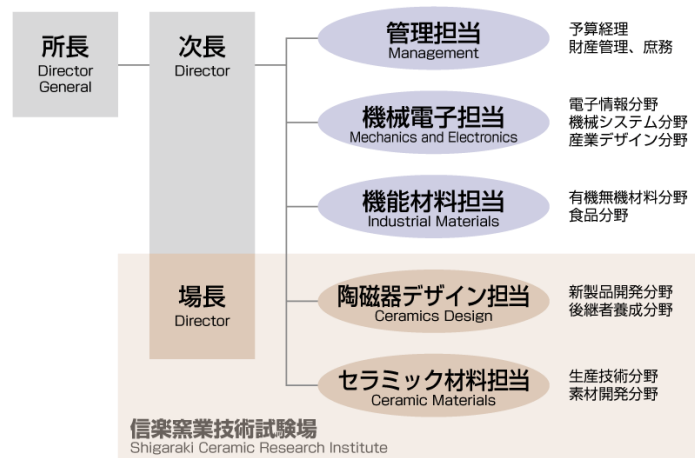 所長
Director
General
次長
Director
管理担当
Management
予算経理
財産管理、庶務
機械電子担当
Mechanics and Electronics
電子情報分野
機械システム分野
産業デザイン分野
機能材料担当
Industrial Materials
有機無機材料分野
食品分野
場長
Director
陶磁器デザイン担当
Ceramics Design
新製品開発分野
後継者養成分野
セラミック材料担当
Ceramic Materials
生産技術分野
素材開発分野
信楽窯業技術試験場
Shigaraki Ceramic Research Institute